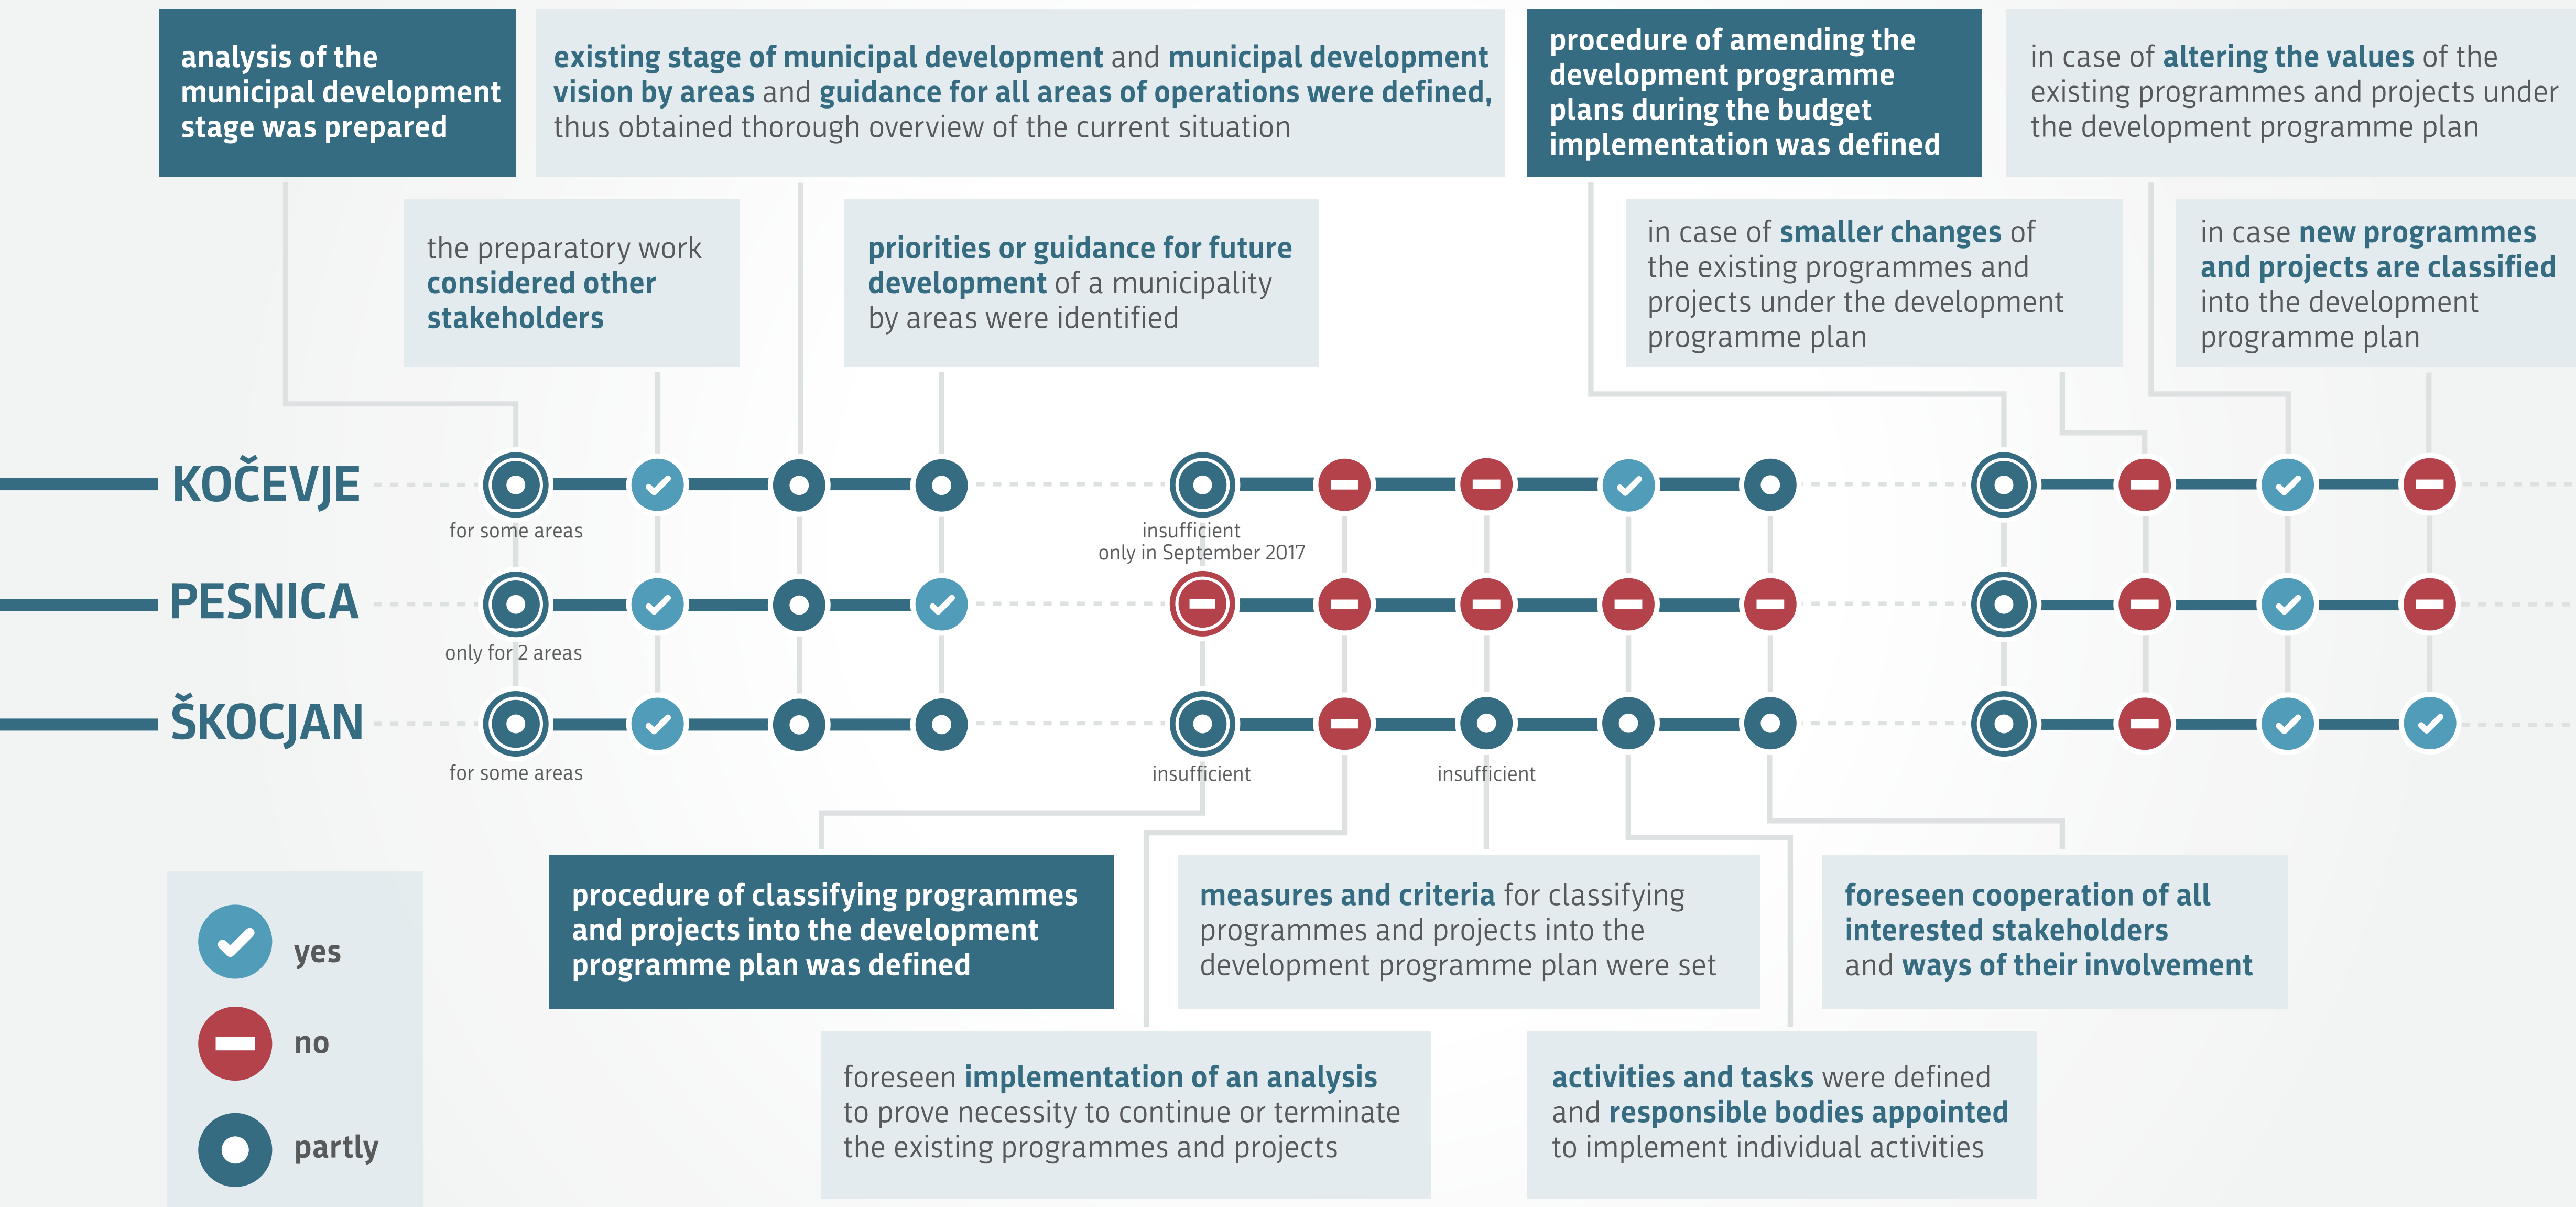 analysis of the
municipal development
stage was prepared
existing stage of municipal development and municipal development
vision by areas and guidance for all areas of operations were defined,
thus obtained thorough overview of the current situation
procedure of amending the
development programme
plans during the budget
implementation was defined
in case of altering the values of the
existing programmes and projects under
the development programme plan
the preparatory work
considered other
stakeholders
priorities or guidance for future
development of a municipality
by areas were identified
in case of smaller changes of
the existing programmes and
projects under the development
programme plan
in case new programmes
and projects are classified
into the development
programme plan
KOČEVJE
for some areas
insufficient
only in September 2017
PESNICA
only for 2 areas
ŠKOCJAN
for some areas
insufficient
insufficient
procedure of classifying programmes
and projects into the development
programme plan was defined
measures and criteria for classifying
programmes and projects into the
development programme plan were set
foreseen cooperation of all
interested stakeholders
and ways of their involvement
foreseen implementation of an analysis
to prove necessity to continue or terminate
the existing programmes and projects
activities and tasks were defined
and responsible bodies appointed
to implement individual activities
yes
no
partly